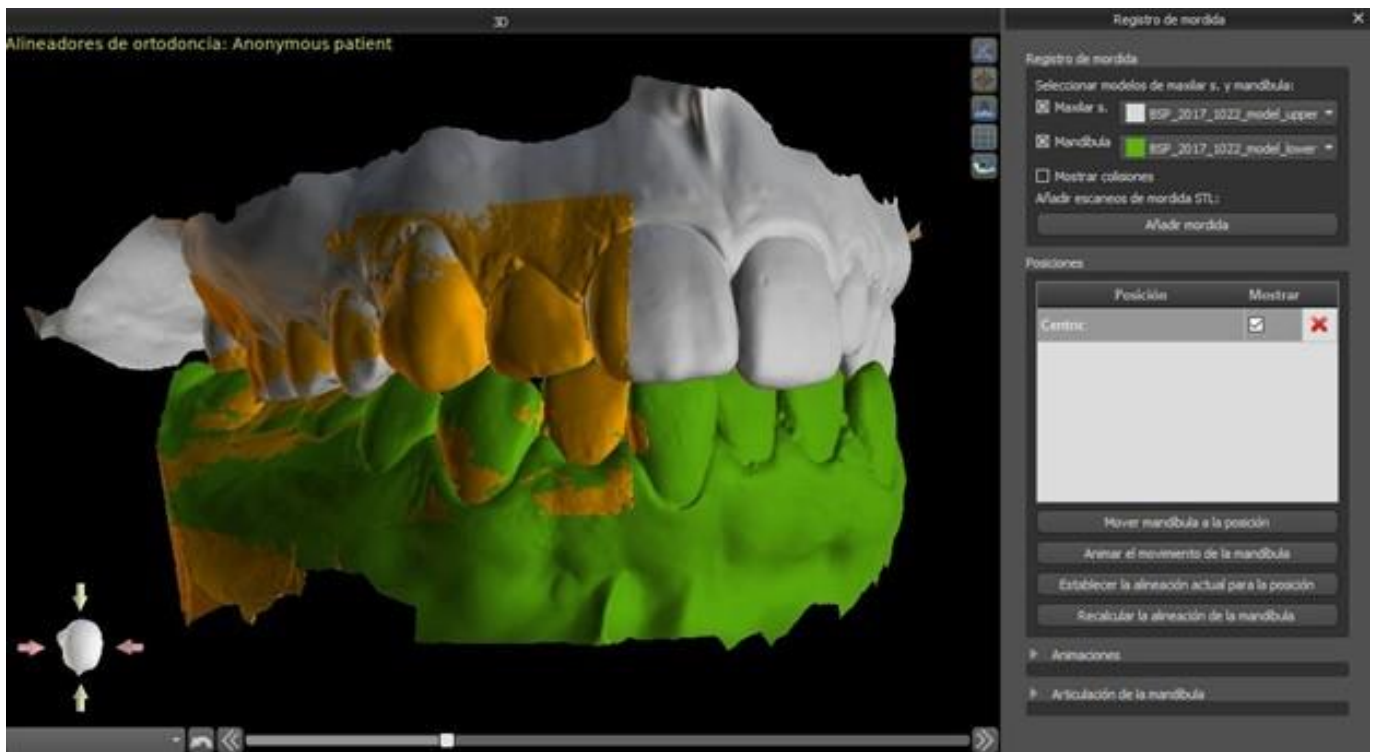 3D
Alineadores de ortodoncia: Anonymous patient
Registro de mordida
Registro de mordida
Seleccionar modelos de maxilar s. y mandíbula:
Maxilar s.
BSP_2017_1022_model_upper
Mandíbula
BSP_2017_1022_model_lower
Mostrar colisiones
Añadir escaneos de mordida STL:
Añadir mordida
Posiciones
Posición Mostrar
Centric
Mover mandíbula a la posición
Animar el movimiento de la mandíbula
Establecer la alineación actual para la posición
Recalcular la alineación de la mandíbula
Animaciones
Articulación de la mandíbula